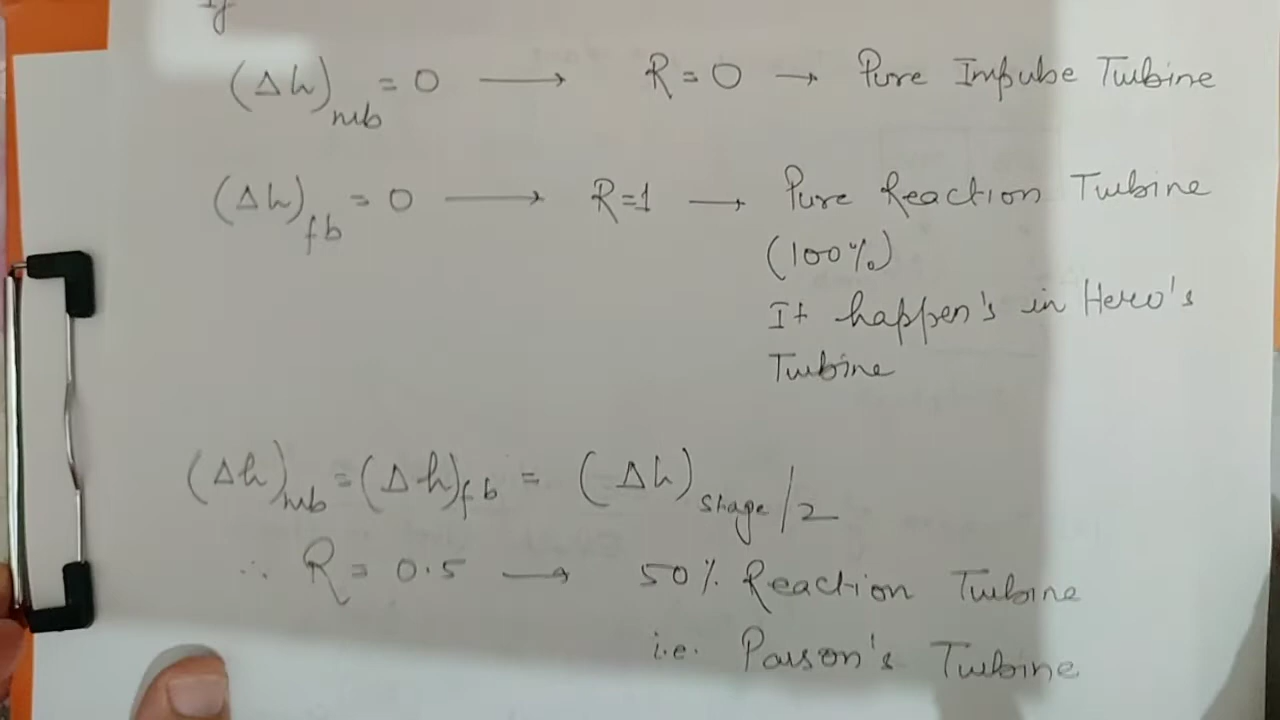 If
(Δh)mb = 0 → R = 0 → Pure Impulse Turbine
(Δh)fb = 0 → R=1 → Pure Reaction Turbine
(100%)
It happen's in Hero's
Turbine
(Δh)mb = (Δh)fb = (Δh)stage/2
∴ R = 0.5 → 50% Reaction Turbine
i.e. Parson's Turbine